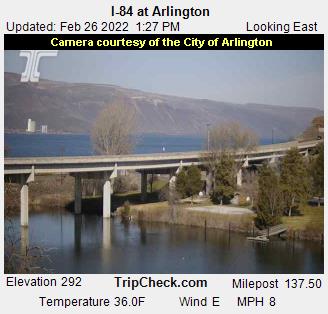 I-84 at Arlington
Updated: Feb 26 2022 1:27 PM Looking East
Camera courtesy of the City of Arlington
Elevation 292 TripCheck.com Milepost 137.50
Temperature 36.0F Wind E MPH 8